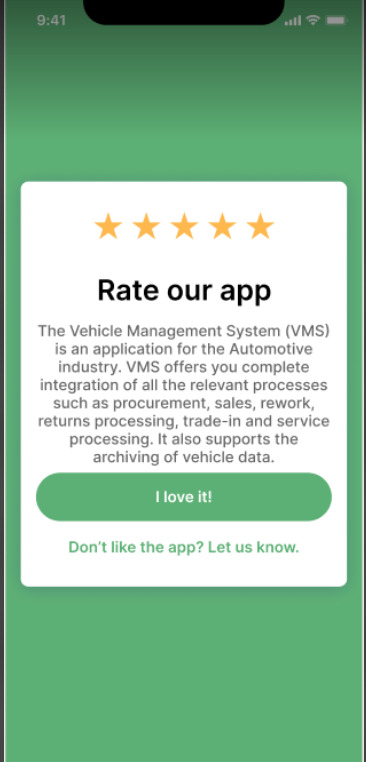 9:41
Rate our app
The Vehicle Management System (VMS)
is an application for the Automotive
industry. VMS offers you complete
integration of all the relevant processes
such as procurement, sales, rework,
returns processing, trade-in and service
processing. It also supports the
archiving of vehicle data.
I love it!
Don't like the app? Let us know.